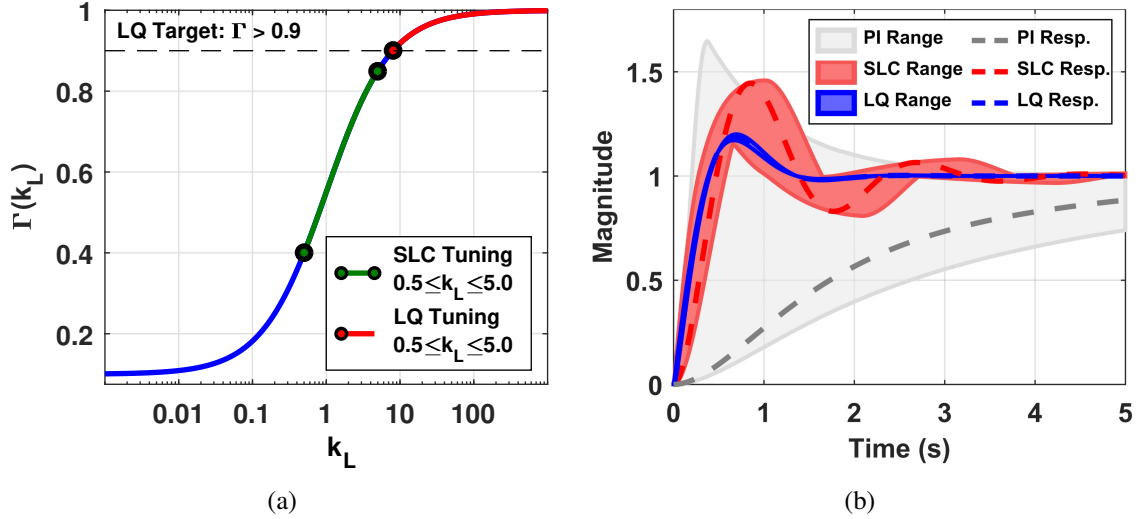 LQ Target: Γ > 0.9
1
0.8
0.6
0.4
0.2
Γ(k_L)
SLC Tuning
0.5≤k_L≤5.0
LQ Tuning
0.5≤k_L≤5.0
0.01 0.1 1 10 100
k_L
(a)
PI Range PI Resp.
SLC Range SLC Resp.
LQ Range LQ Resp.
1.5
1
0.5
0
Magnitude
0 1 2 3 4 5
Time (s)
(b)